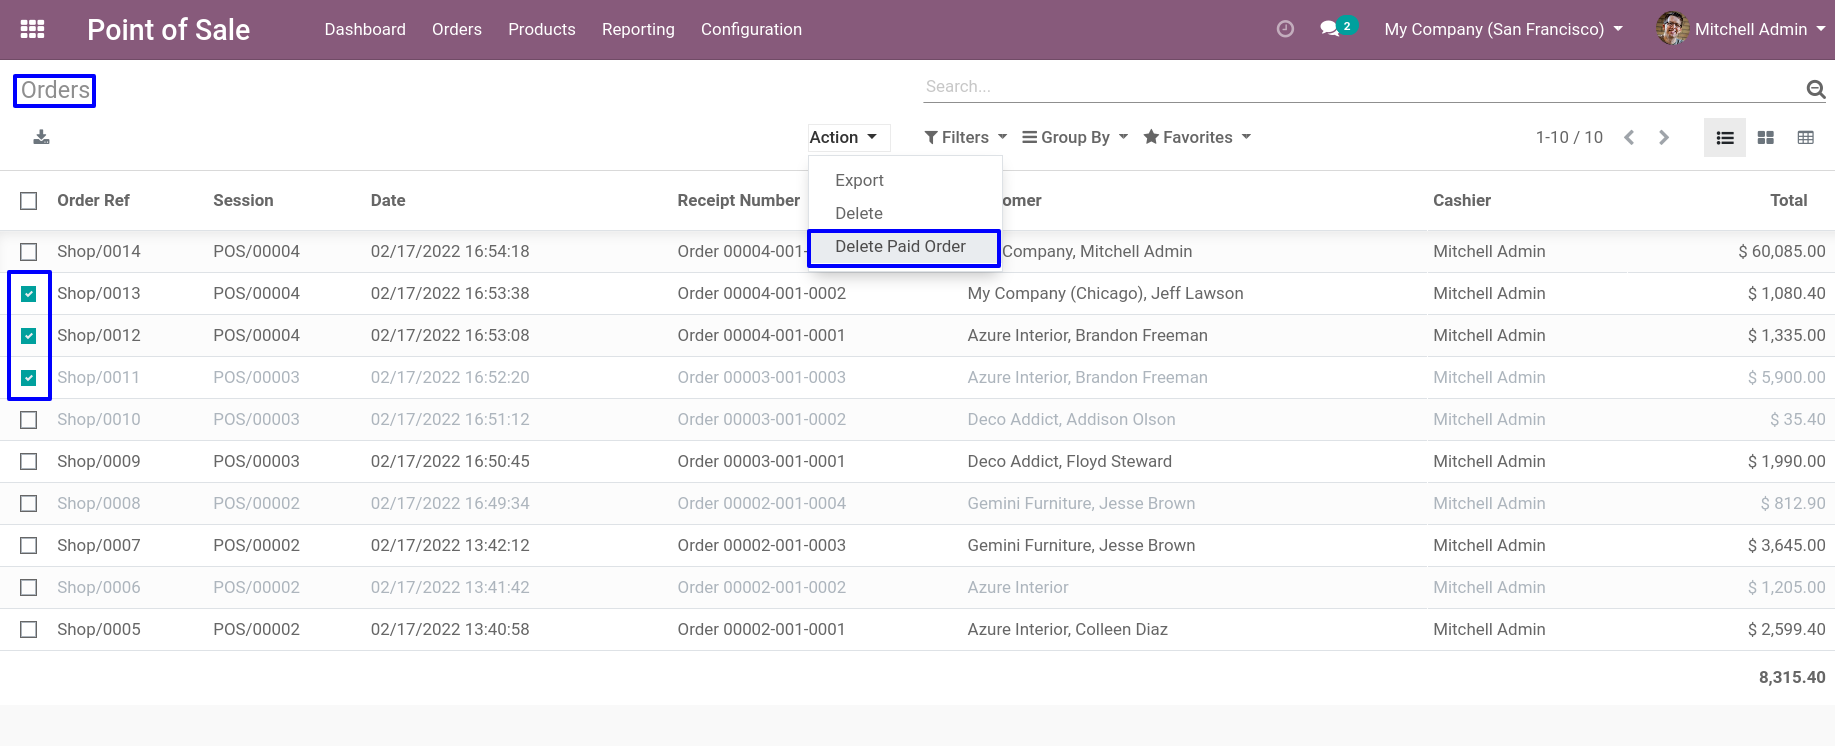 Point of Sale Dashboard Orders Products Reporting Configuration 2 My Company (San Francisco) Mitchell Admin
Orders Search...
Action Filters Group By Favorites 1-10 / 10
Export
Delete
Delete Paid Order
Order Ref Session Date Receipt Number omer Cashier Total
Shop/0014 POS/00004 02/17/2022 16:54:18 Order 00004-001- Company, Mitchell Admin Mitchell Admin $ 60,085.00
Shop/0013 POS/00004 02/17/2022 16:53:38 Order 00004-001-0002 My Company (Chicago), Jeff Lawson Mitchell Admin $ 1,080.40
Shop/0012 POS/00004 02/17/2022 16:53:08 Order 00004-001-0001 Azure Interior, Brandon Freeman Mitchell Admin $ 1,335.00
Shop/0011 POS/00003 02/17/2022 16:52:20 Order 00003-001-0003 Azure Interior, Brandon Freeman Mitchell Admin $ 5,900.00
Shop/0010 POS/00003 02/17/2022 16:51:12 Order 00003-001-0002 Deco Addict, Addison Olson Mitchell Admin $ 35.40
Shop/0009 POS/00003 02/17/2022 16:50:45 Order 00003-001-0001 Deco Addict, Floyd Steward Mitchell Admin $ 1,990.00
Shop/0008 POS/00002 02/17/2022 16:49:34 Order 00002-001-0004 Gemini Furniture, Jesse Brown Mitchell Admin $ 812.90
Shop/0007 POS/00002 02/17/2022 13:42:12 Order 00002-001-0003 Gemini Furniture, Jesse Brown Mitchell Admin $ 3,645.00
Shop/0006 POS/00002 02/17/2022 13:41:42 Order 00002-001-0002 Azure Interior Mitchell Admin $ 1,205.00
Shop/0005 POS/00002 02/17/2022 13:40:58 Order 00002-001-0001 Azure Interior, Colleen Diaz Mitchell Admin $ 2,599.40
8,315.40